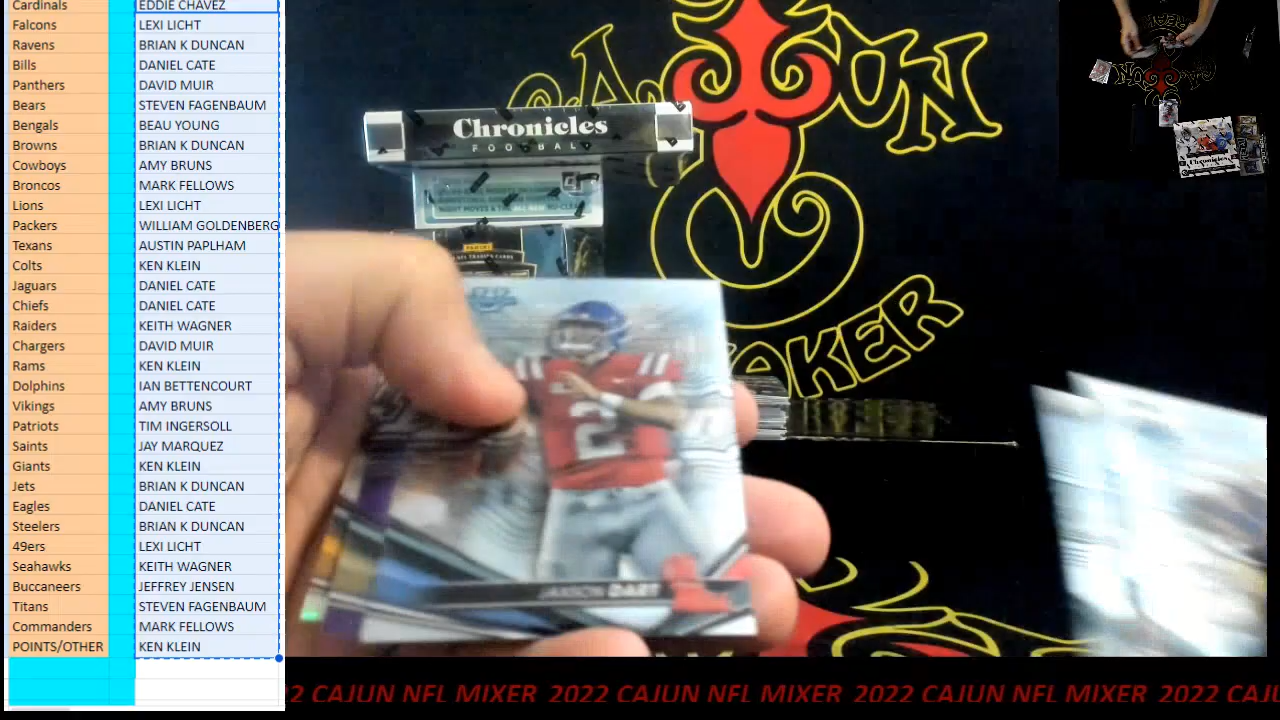 Cardinals EDDIE CHAVEZ
Falcons LEXI LICHT
Ravens BRIAN K DUNCAN
Bills DANIEL CATE
Panthers DAVID MUIR
Bears STEVEN FAGENBAUM
Bengals BEAU YOUNG
Browns BRIAN K DUNCAN
Cowboys AMY BRUNS
Broncos MARK FELLOWS
Lions LEXI LICHT
Packers WILLIAM GOLDENBERG
Texans AUSTIN PAPLHAM
Colts KEN KLEIN
Jaguars DANIEL CATE
Chiefs DANIEL CATE
Raiders KEITH WAGNER
Chargers DAVID MUIR
Rams KEN KLEIN
Dolphins IAN BETTENCOURT
Vikings AMY BRUNS
Patriots TIM INGERSOLL
Saints JAY MARQUEZ
Giants KEN KLEIN
Jets BRIAN K DUNCAN
Eagles DANIEL CATE
Steelers BRIAN K DUNCAN
49ers LEXI LICHT
Seahawks KEITH WAGNER
Buccaneers JEFFREY JENSEN
Titans STEVEN FAGENBAUM
Commanders MARK FELLOWS
POINTS/OTHER KEN KLEIN
Chronicles
FOOTBALL
JAXSON DART
2
Chronicles
22 CAJUN NFL MIXER 2022 CAJUN NFL MIXER 2022 CAJUN NFL MIXER 2022 CAJ